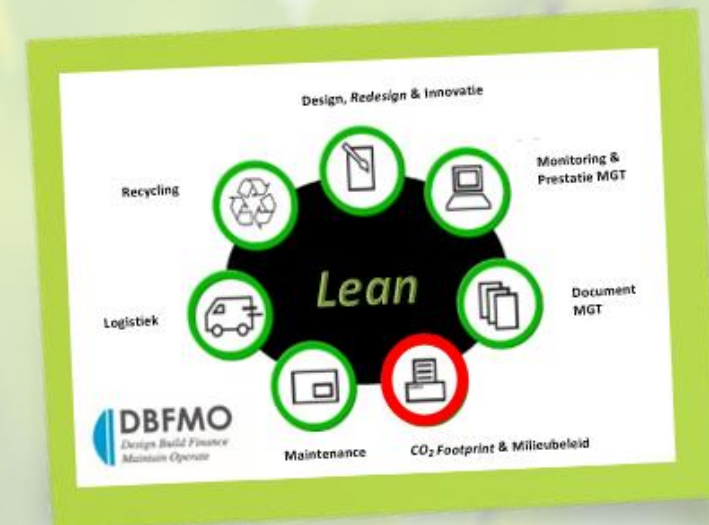 Design, Redesign & Innovatie
Monitoring &
Prestatie MGT
Recycling
Lean
Document
MGT
Logistiek
DBFMO
Design Build Finance
Maintain Operate
Maintenance
CO₂ Footprint & Milieubeleid